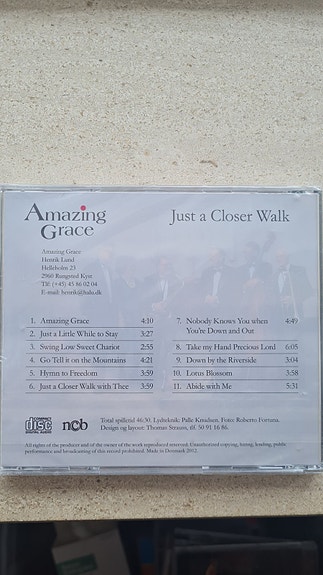 Amazing
Grace
Just a Closer Walk
Amazing Grace
Henrik Lund
Helleholm 23
2960 Rungsted Kyst
Tlf: (+45) 45 86 02 04
E-mail: henrik@halu.dk
1. Amazing Grace 4:10
2. Just a Little While to Stay 3:27
3. Swing Low Sweet Chariot 2:55
4. Go Tell it on the Mountains 4:21
5. Hymn to Freedom 3:59
6. Just a Closer Walk with Thee 3:59
7. Nobody Knows You when 4:49
You're Down and Out
8. Take my Hand Precious Lord 6:05
9. Down by the Riverside 3:04
10. Lotus Blossom 3:58
11. Abide with Me 5:31
COMPACT
disc
DIGITAL AUDIO
ncb
Total spilletid 46:30. Lydteknik: Palle Knudsen. Foto: Roberto Fortuna.
Design og layout: Thomas Strauss, tlf. 50 91 16 86.
All rights of the producer and of the owner of the work reproduced reserved. Unauthorized copying, hiring, lending, public
performance and broadcasting of this record prohibited. Made in Denmark 2012.